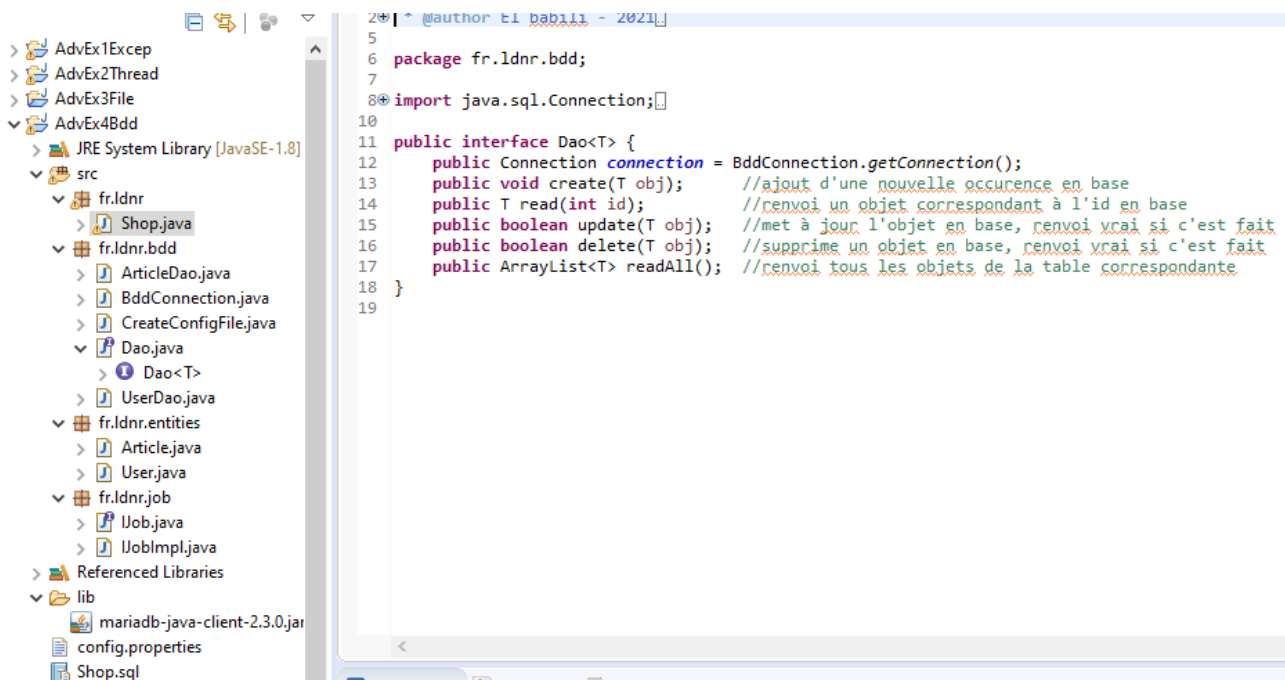 AdvEx1Excep
AdvEx2Thread
AdvEx3File
AdvEx4Bdd
JRE System Library [JavaSE-1.8]
src
fr.ldnr
Shop.java
fr.ldnr.bdd
ArticleDao.java
BddConnection.java
CreateConfigFile.java
Dao.java
Dao<T>
UserDao.java
fr.ldnr.entities
Article.java
User.java
fr.ldnr.job
IJob.java
IJobImpl.java
Referenced Libraries
lib
mariadb-java-client-2.3.0.jar
config.properties
Shop.sql
2 * @author El babili - 2021
5
6 package fr.ldnr.bdd;
7
8 import java.sql.Connection;
10
11 public interface Dao<T> {
12 public Connection connection = BddConnection.getConnection();
13 public void create(T obj); //ajout d'une nouvelle occurence en base
14 public T read(int id); //renvoi un objet correspondant à l'id en base
15 public boolean update(T obj); //met à jour l'objet en base, renvoi vrai si c'est fait
16 public boolean delete(T obj); //supprime un objet en base, renvoi vrai si c'est fait
17 public ArrayList<T> readAll(); //renvoi tous les objets de la table correspondante
18 }
19